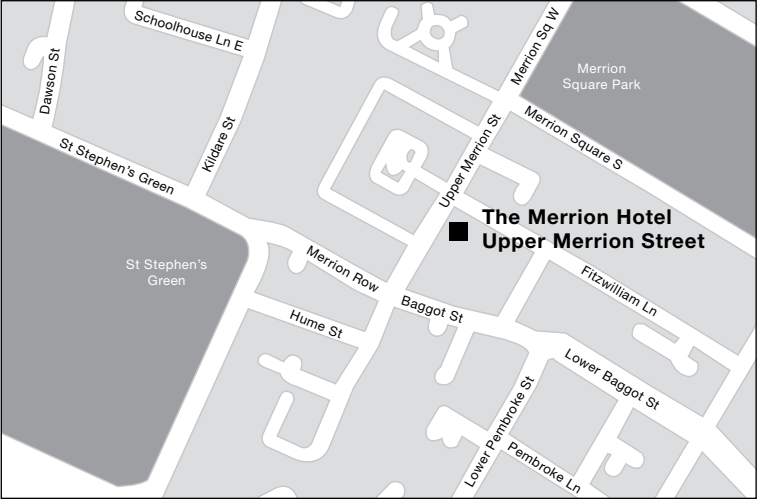 Schoolhouse Ln E
Merrion Sq W
Dawson St
Merrion
Square Park
Kildare St
Merrion Square S
St Stephen's Green
Upper Merrion St
The Merrion Hotel
Upper Merrion Street
St Stephen's
Green
Merrion Row
Fitzwilliam Ln
Baggot St
Hume St
Lower Baggot St
Lower Pembroke St
Pembroke Ln